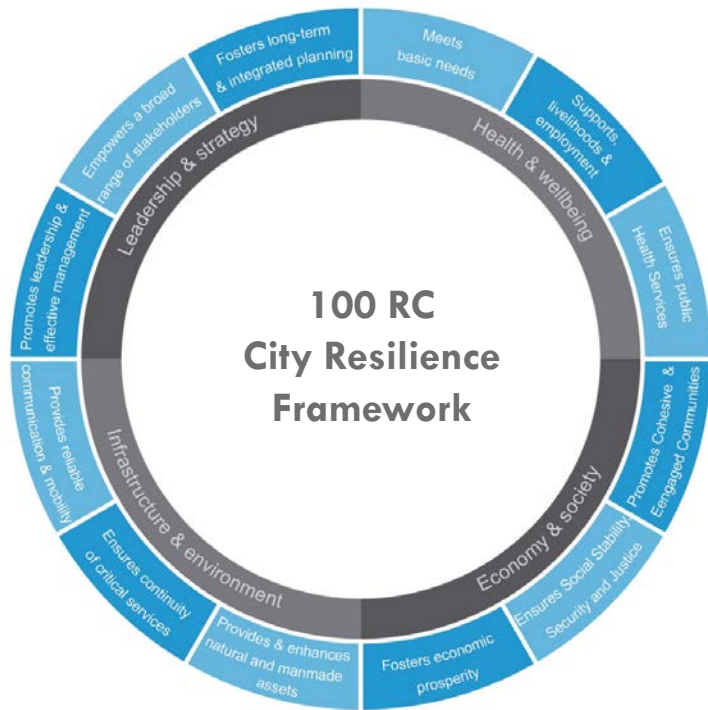 100 RC
City Resilience
Framework
Health & wellbeing
Meets
basic needs
Supports,
livelihoods &
employment
Ensures public
Health Services
Economy & society
Promotes Cohesive &
Eengaged Communities
Ensures Social Stability,
Security and Justice
Fosters economic
prosperity
Infrastructure & environment
Provides & enhances
natural and manmade
assets
Ensures continuity
of critical services
Provides reliable
communication & mobility
Leadership & strategy
Promotes leadership &
effective management
Empowers a broad
range of stakeholders
Fosters long-term
& integrated planning